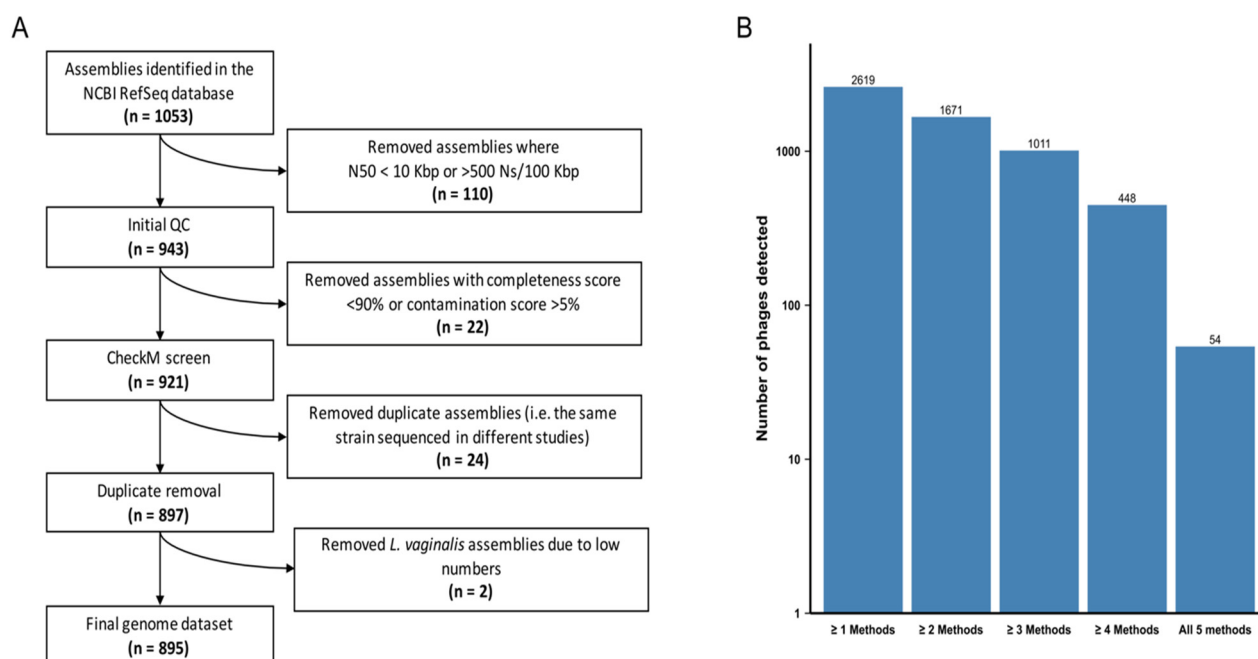 A
Assemblies identified in the
NCBI RefSeq database
(n = 1053)
Removed assemblies where
N50 < 10 Kbp or >500 Ns/100 Kbp
(n = 110)
Initial QC
(n = 943)
Removed assemblies with completeness score
<90% or contamination score >5%
(n = 22)
CheckM screen
(n = 921)
Removed duplicate assemblies (i.e. the same
strain sequenced in different studies)
(n = 24)
Duplicate removal
(n = 897)
Removed L. vaginalis assemblies due to low
numbers
(n = 2)
Final genome dataset
(n = 895)
B
Number of phages detected
1000
100
10
1
2619
1671
1011
448
54
≥ 1 Methods
≥ 2 Methods
≥ 3 Methods
≥ 4 Methods
All 5 methods